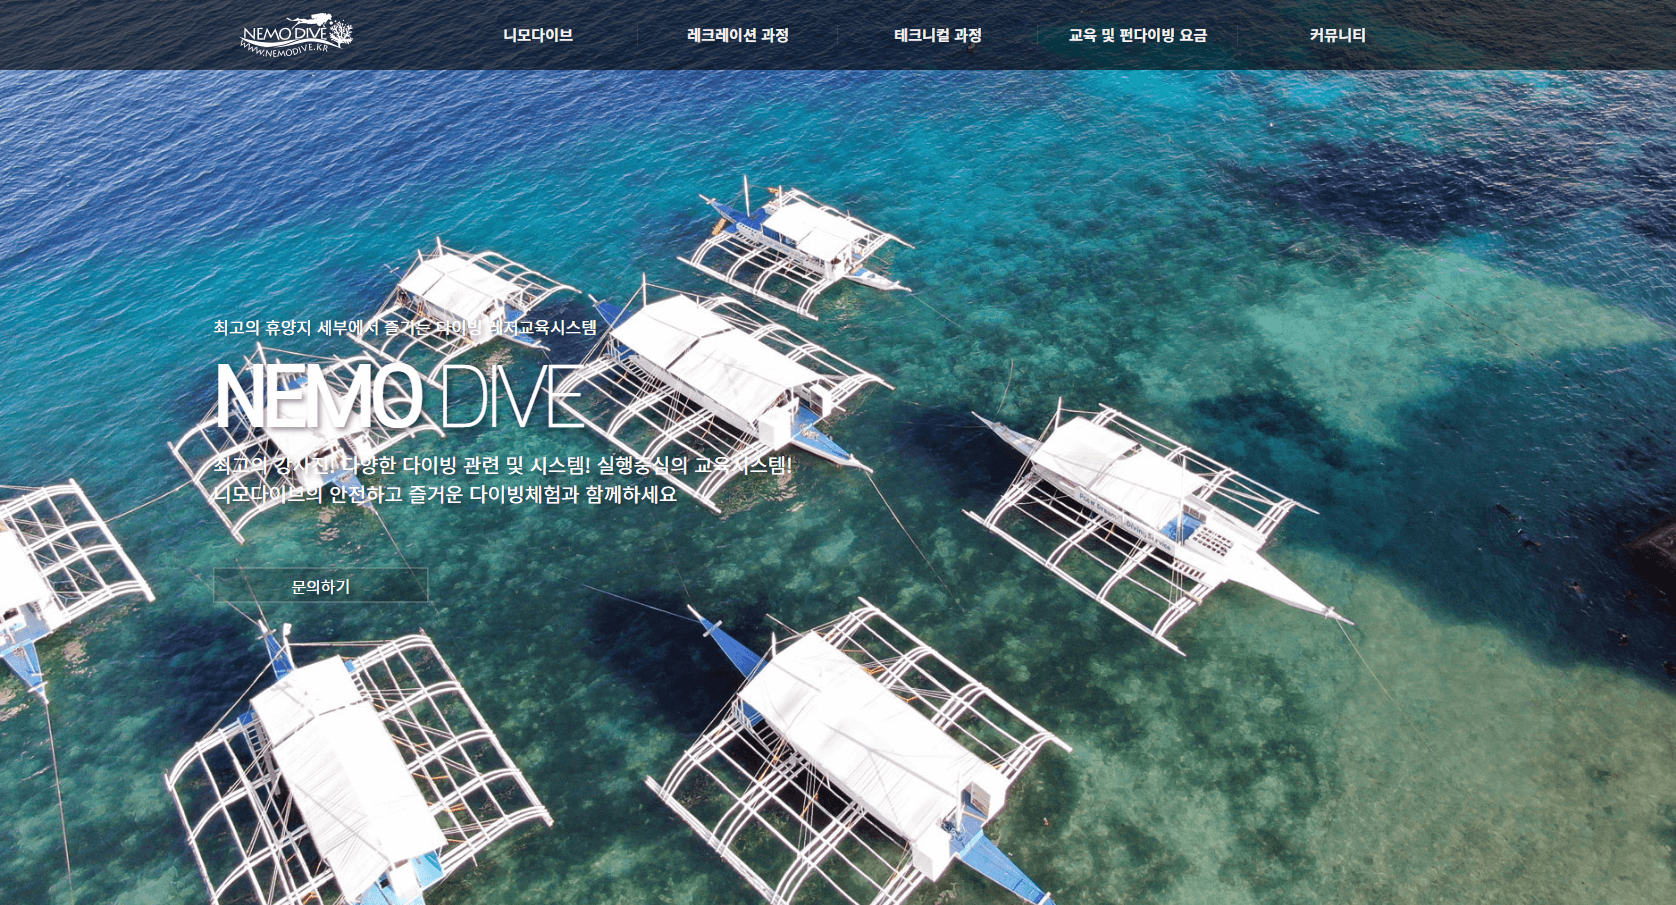 NEMO DIVE
WWW.NEMODIVE.KR
니모다이브
레크레이션 과정
테크니컬 과정
교육 및 펀다이빙 요금
커뮤니티
최고의 휴양지 세부에서 즐기는 다이빙 레저교육시스템
NEMO DIVE
최고의 강사진! 다양한 다이빙 관련 및 시스템! 실행중심의 교육시스템!
니모다이브의 안전하고 즐거운 다이빙체험과 함께하세요
문의하기
Diving Service